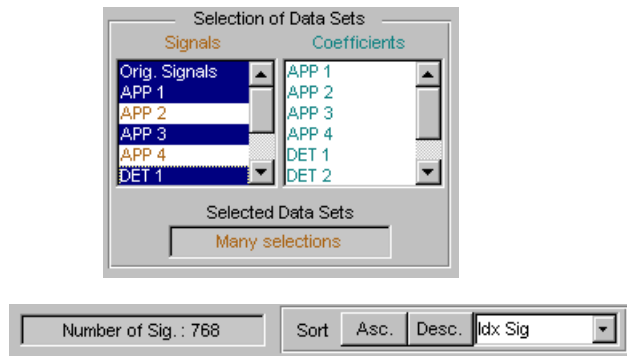 Selection of Data Sets
Signals Coefficients
Orig. Signals APP 1
APP 1 APP 2
APP 2 APP 3
APP 3 APP 4
APP 4 DET 1
DET 1 DET 2
Selected Data Sets
Many selections
Number of Sig. : 768 Sort Asc. Desc. Idx Sig